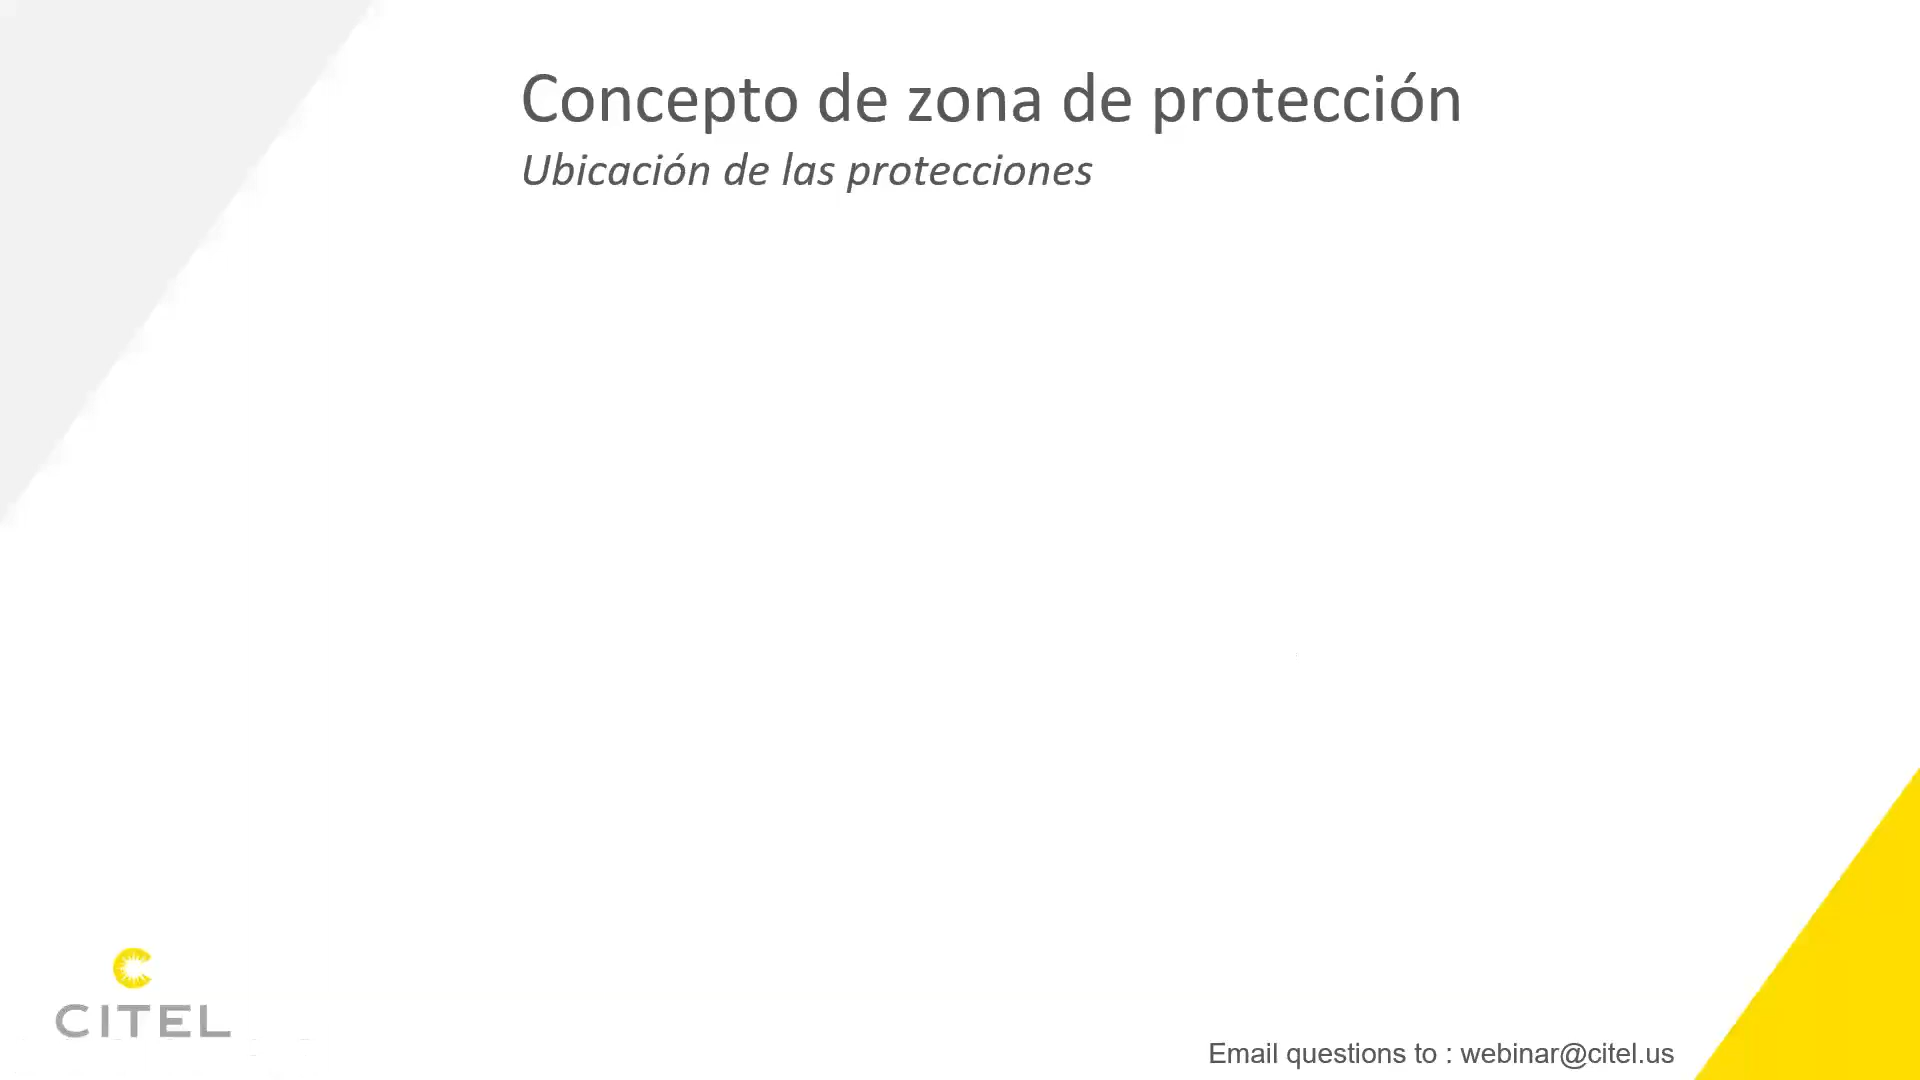 Concepto de zona de protección
Ubicación de las protecciones
CITEL
Email questions to : webinar@citel.us